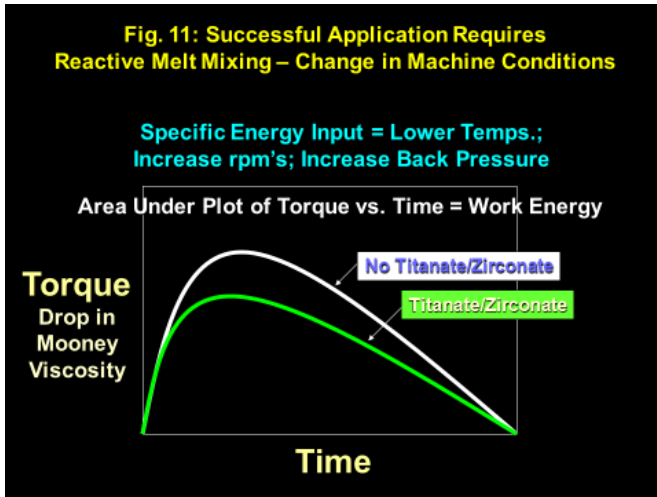 Fig. 11: Successful Application Requires
Reactive Melt Mixing – Change in Machine Conditions
Specific Energy Input = Lower Temps.;
Increase rpm's; Increase Back Pressure
Area Under Plot of Torque vs. Time = Work Energy
No Titanate/Zirconate
Titanate/Zirconate
Torque
Drop in
Mooney
Viscosity
Time